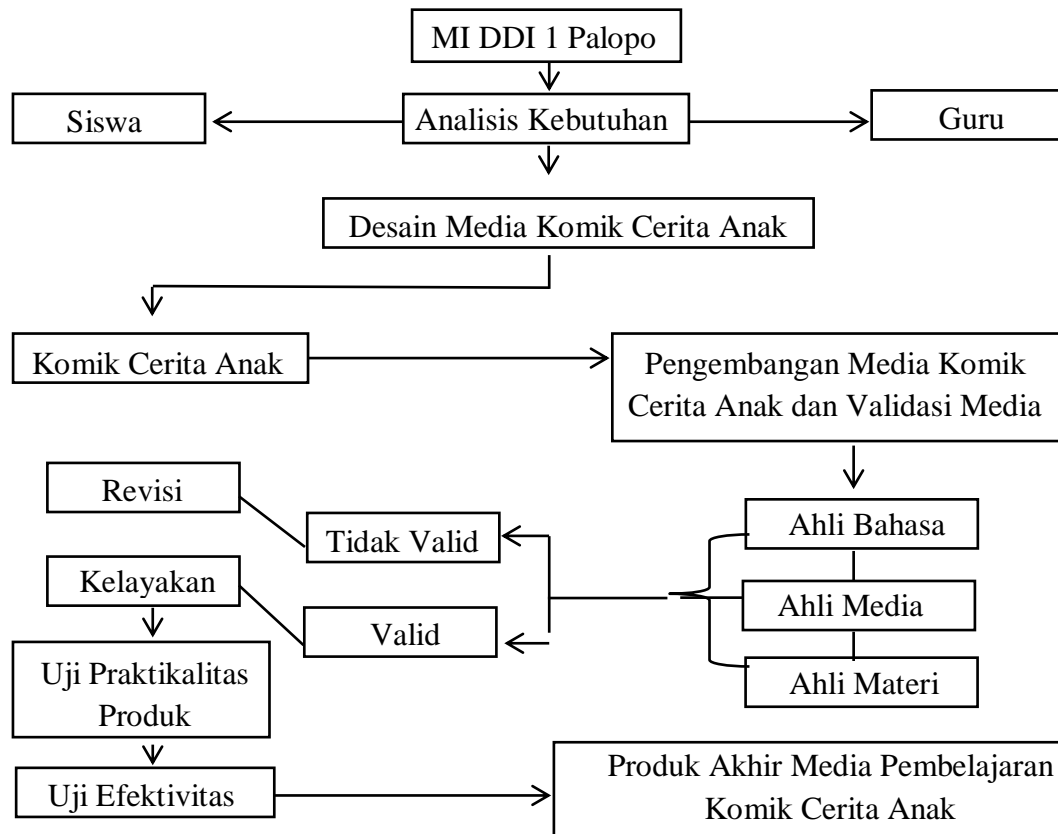 MI DDI 1 Palopo
Siswa
Analisis Kebutuhan
Guru
Desain Media Komik Cerita Anak
Komik Cerita Anak
Pengembangan Media Komik
Cerita Anak dan Validasi Media
Revisi
Tidak Valid
Ahli Bahasa
Kelayakan
Valid
Ahli Media
Uji Praktikalitas
Produk
Ahli Materi
Uji Efektivitas
Produk Akhir Media Pembelajaran
Komik Cerita Anak